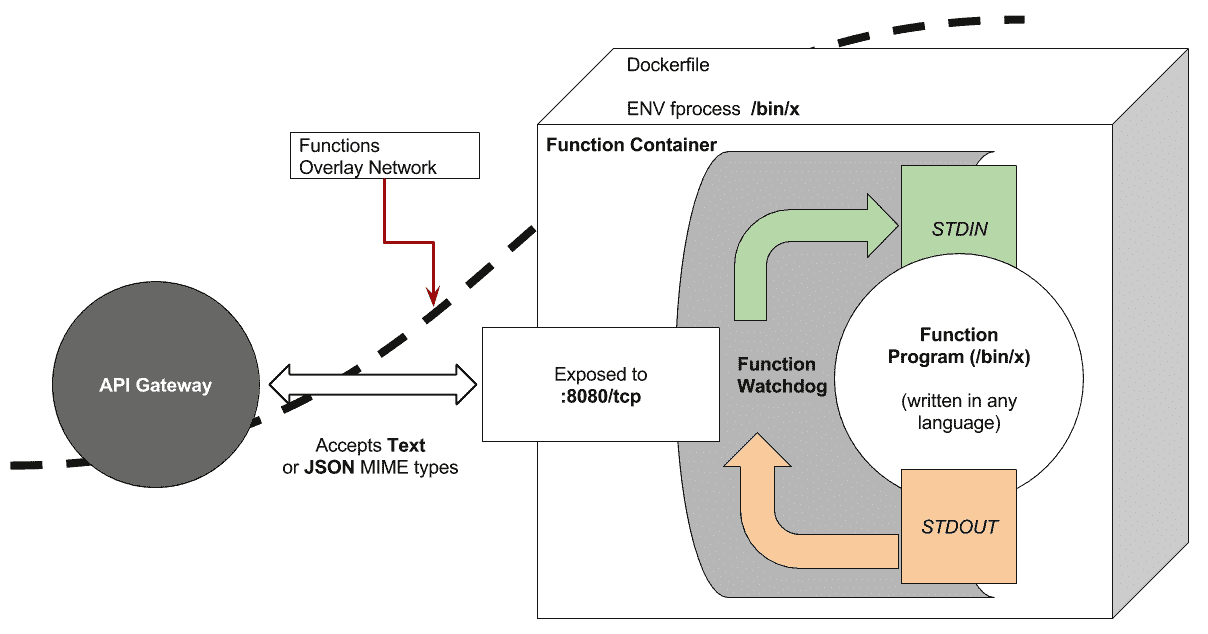 Dockerfile
ENV fprocess /bin/x
Functions
Overlay Network
Function Container
STDIN
API Gateway
Exposed to
:8080/tcp
Function
Watchdog
Function
Program (/bin/x)
(written in any
language)
Accepts Text
or JSON MIME types
STDOUT